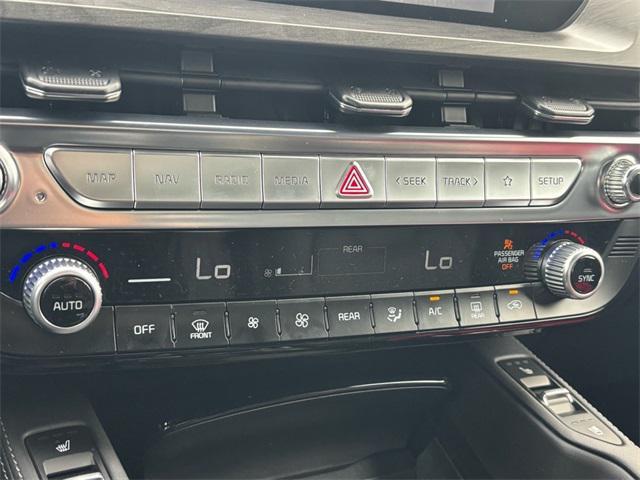 MAP NAV RADIO MEDIA < SEEK TRACK > SETUP
REAR
Lo Lo
PASSENGER
AIR BAG
OFF
AUTO SYNC
OFF FRONT REAR A/C REAR